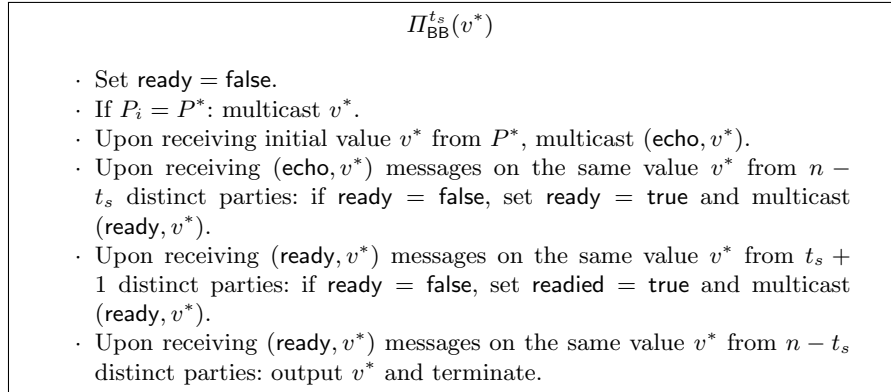 Π_BB^{t_s}(v*)
· Set ready = false.
· If P_i = P*: multicast v*.
· Upon receiving initial value v* from P*, multicast (echo, v*).
· Upon receiving (echo, v*) messages on the same value v* from n −
t_s distinct parties: if ready = false, set ready = true and multicast
(ready, v*).
· Upon receiving (ready, v*) messages on the same value v* from t_s +
1 distinct parties: if ready = false, set readied = true and multicast
(ready, v*).
· Upon receiving (ready, v*) messages on the same value v* from n − t_s
distinct parties: output v* and terminate.